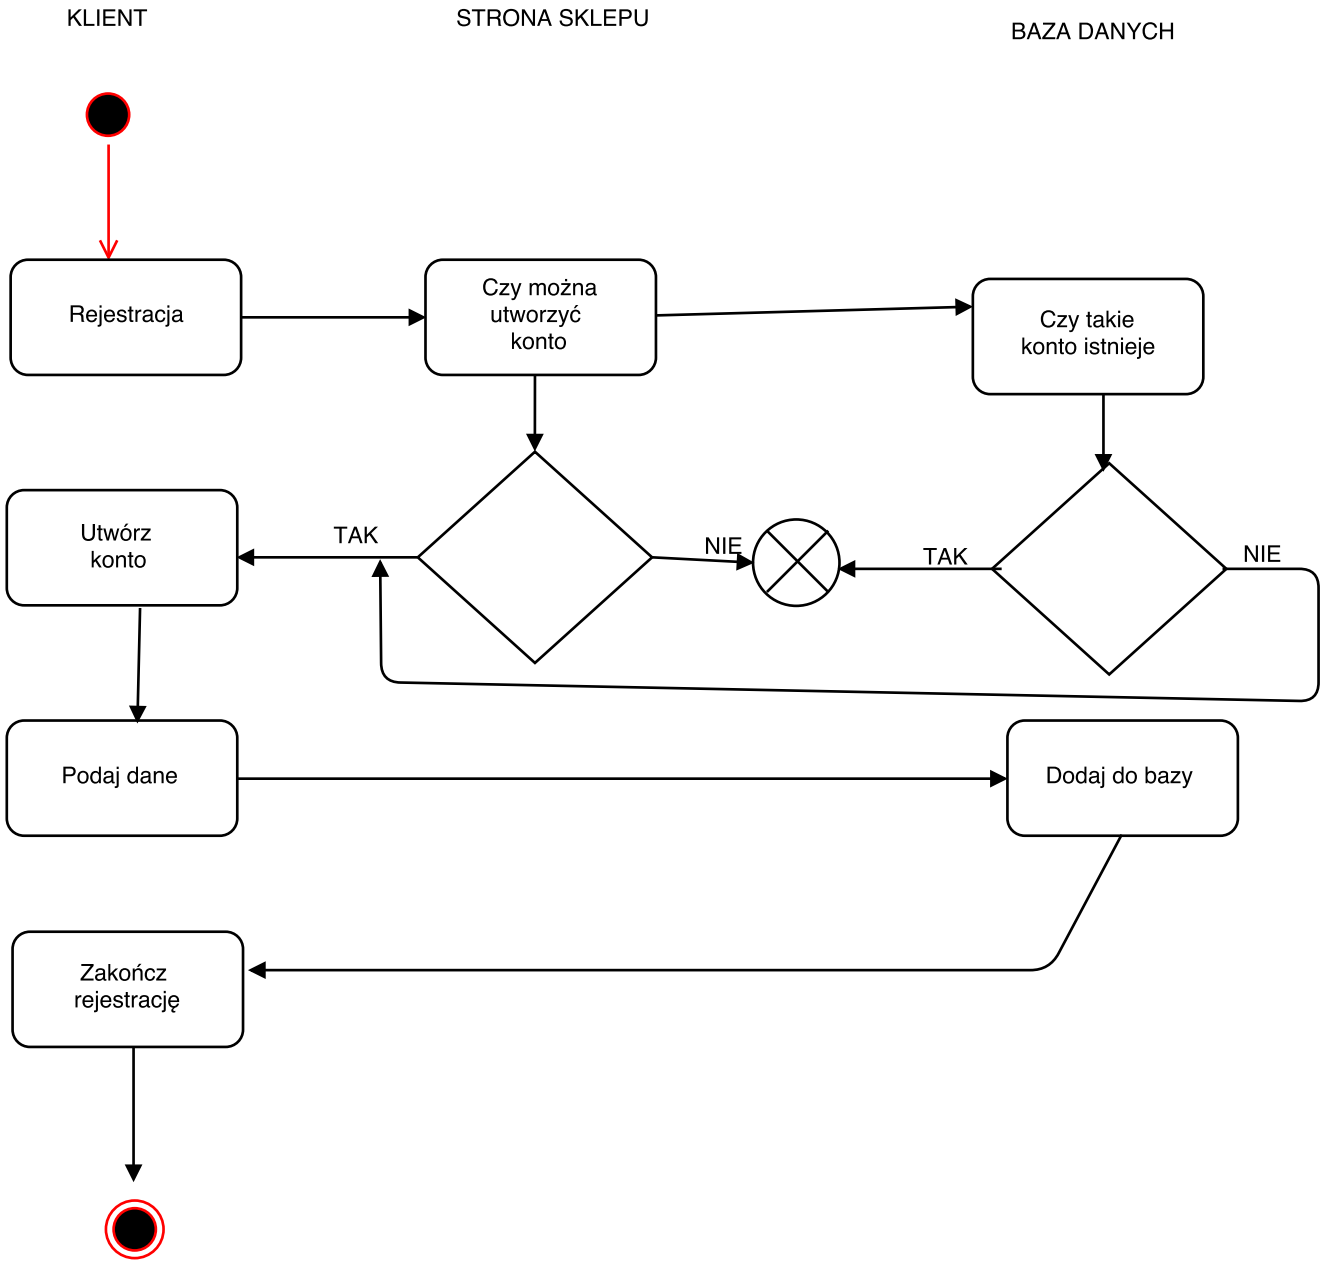 KLIENT
STRONA SKLEPU
BAZA DANYCH
Rejestracja
Czy można
utworzyć
konto
Czy takie
konto istnieje
Utwórz
konto
TAK
NIE
TAK
NIE
Podaj dane
Dodaj do bazy
Zakończ
rejestrację